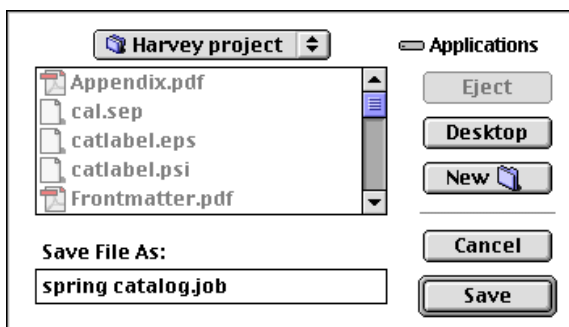 Harvey project
Applications
Appendix.pdf
cal.sep
catlabel.eps
catlabel.psi
Frontmatter.pdf
Eject
Desktop
New
Save File As:
spring catalog.job
Cancel
Save